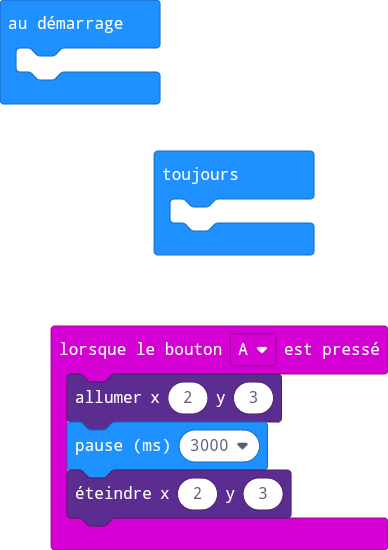 au démarrage
toujours
lorsque le bouton A est pressé
allumer x 2 y 3
pause (ms) 3000
éteindre x 2 y 3